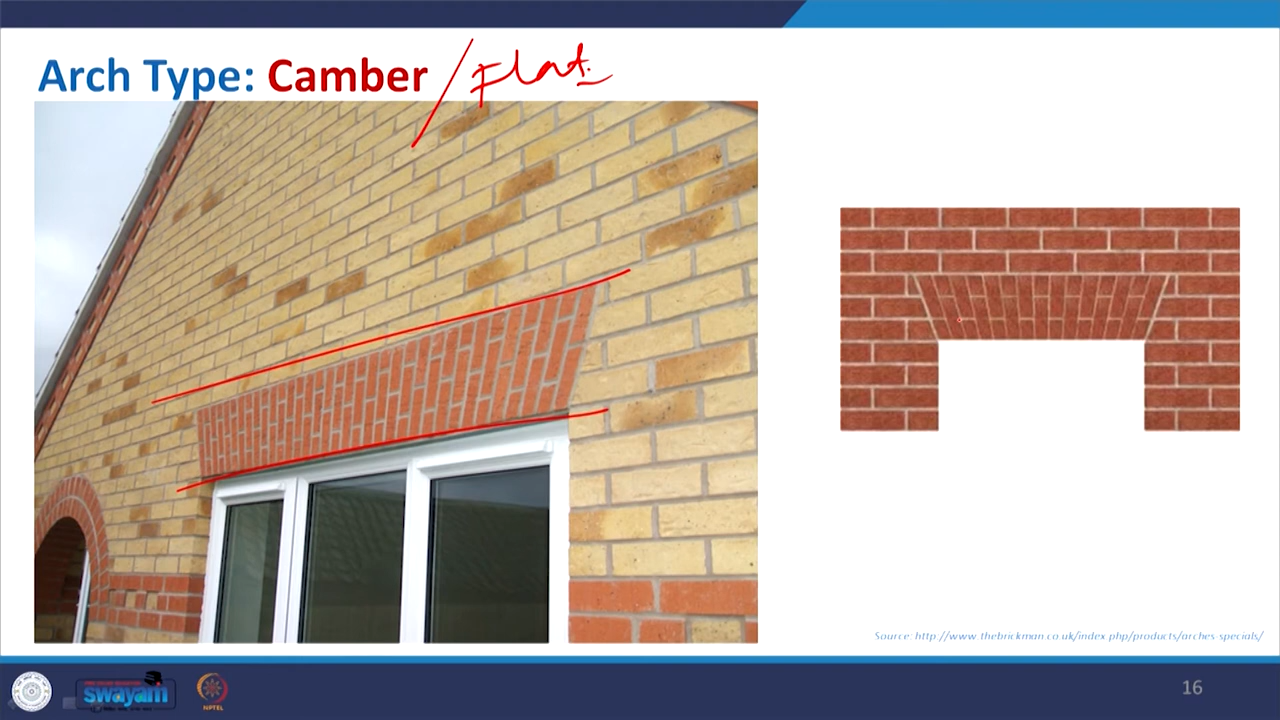 Arch Type: Camber / Flat
Source: http://www.thebrickman.co.uk/index.php/products/arches-specials/
swayam
NPTEL
16